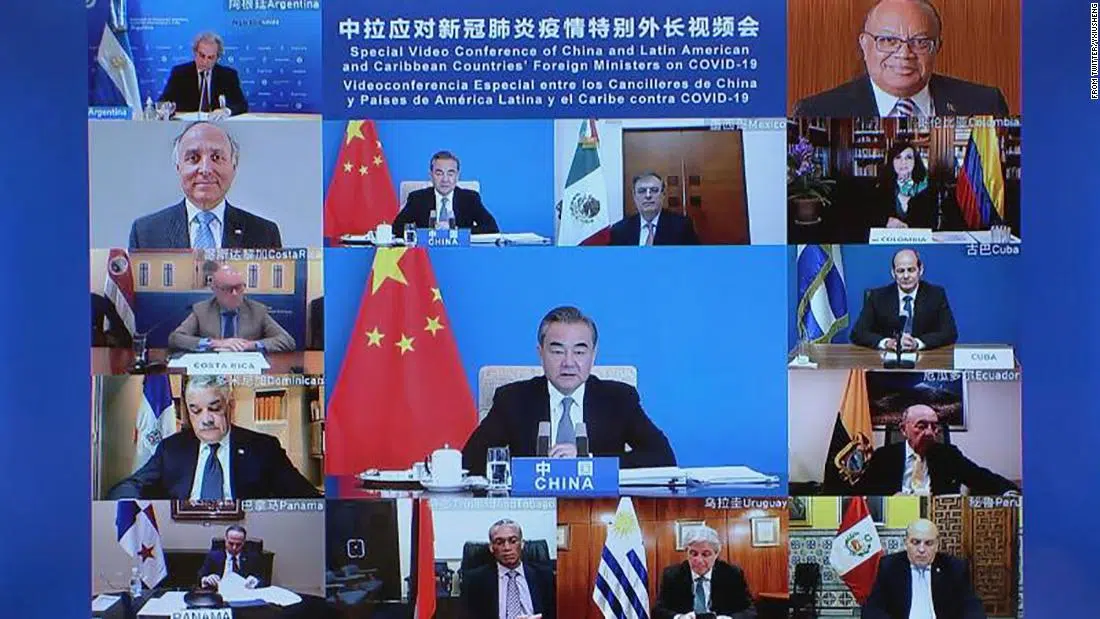 阿根廷Argentina
Argentina
中拉应对新冠肺炎疫情特别外长视频会
Special Video Conference of China and Latin American
and Caribbean Countries' Foreign Ministers on COVID-19
Videoconferencia Especial entre los Cancilleres de China
y Países de América Latina y el Caribe contra COVID-19
FROM TWITTER/YXIUSHENG
中国
CHINA
墨西哥Mexico
哥伦比亚Colombia
COLOMBIA
哥斯达黎加Costa Rica
COSTA RICA
古巴Cuba
CUBA
中国
CHINA
多米尼加Dominican
厄瓜多尔Ecuador
巴拿马Panama
PANAMA
Tobago
乌拉圭Uruguay
秘鲁Peru